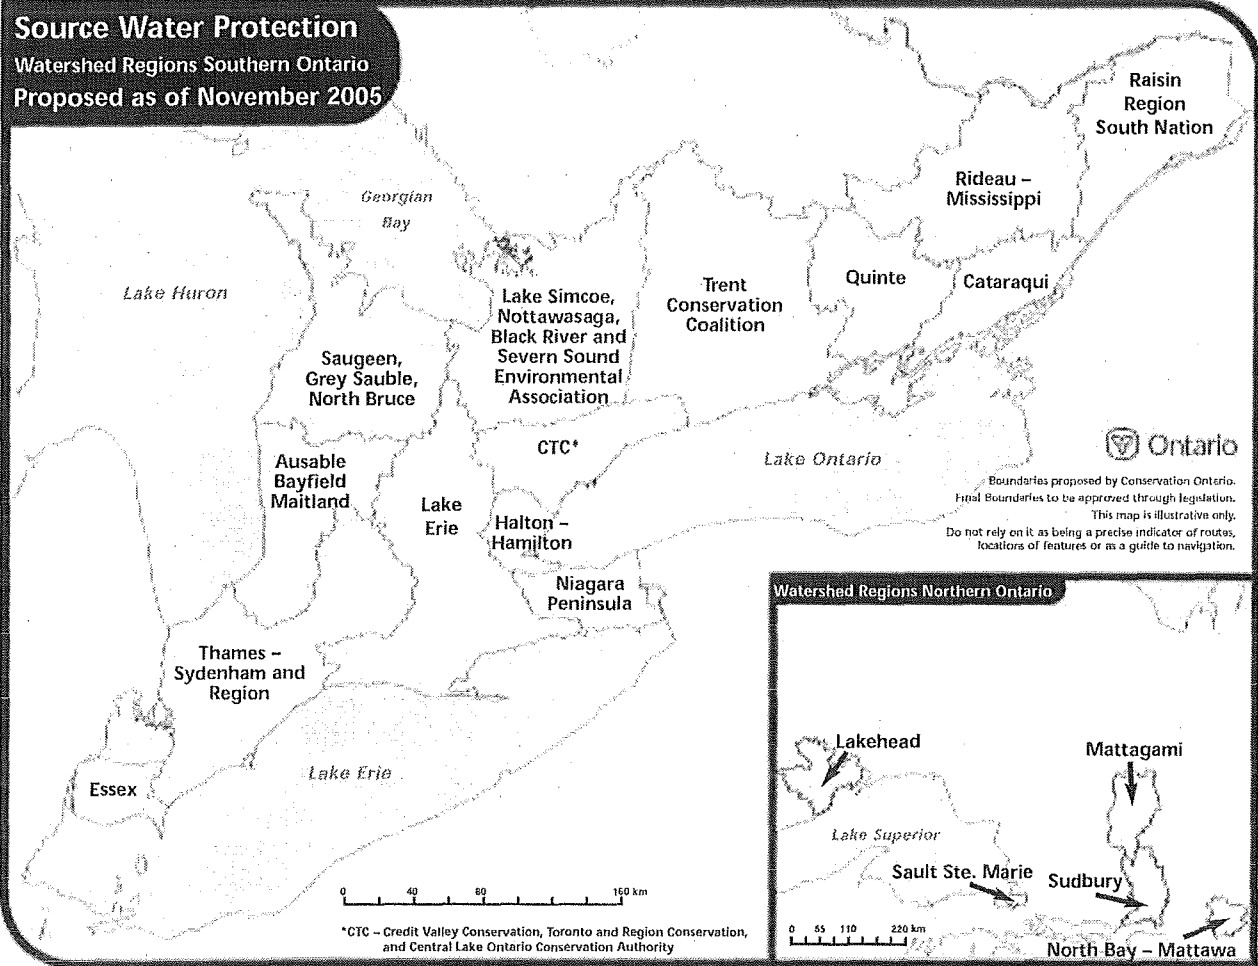 Source Water Protection
Watershed Regions Southern Ontario
Proposed as of November 2005
Raisin
Region
South Nation
Rideau –
Mississippi
Georgian
Bay
Lake Huron
Lake Simcoe,
Nottawasaga,
Black River and
Severn Sound
Environmental
Association
Trent
Conservation
Coalition
Quinte
Cataraqui
Saugeen,
Grey Sauble,
North Bruce
CTC*
Lake Ontario
Ontario
Ausable
Bayfield
Maitland
Lake
Erie
Halton –
Hamilton
Boundaries proposed by Conservation Ontario.
Final Boundaries to be approved through legislation.
This map is illustrative only.
Do not rely on it as being a precise indicator of routes,
locations of features or as a guide to navigation.
Niagara
Peninsula
Thames –
Sydenham and
Region
Essex
Lake Erie
0 40 80 160 km
*CTC – Credit Valley Conservation, Toronto and Region Conservation,
and Central Lake Ontario Conservation Authority
Watershed Regions Northern Ontario
Lakehead
Mattagami
Lake Superior
Sault Ste. Marie
Sudbury
0 55 110 220 km
North Bay – Mattawa